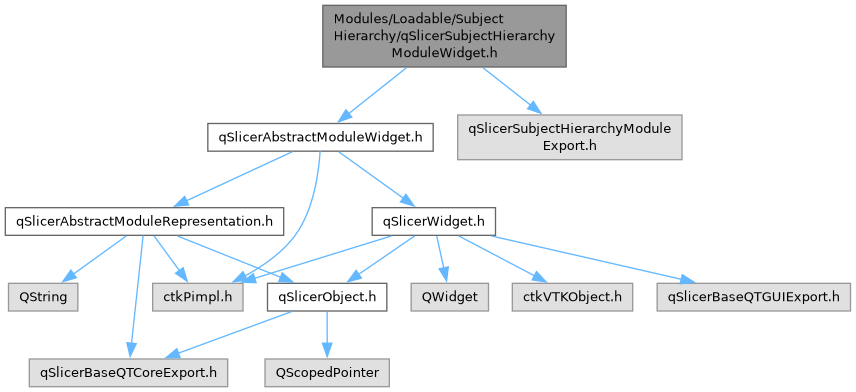 Modules/Loadable/Subject
Hierarchy/qSlicerSubjectHierarchy
ModuleWidget.h
qSlicerAbstractModuleWidget.h
qSlicerSubjectHierarchyModule
Export.h
qSlicerAbstractModuleRepresentation.h
qSlicerWidget.h
QString
ctkPimpl.h
qSlicerObject.h
QWidget
ctkVTKObject.h
qSlicerBaseQTGUIExport.h
qSlicerBaseQTCoreExport.h
QScopedPointer